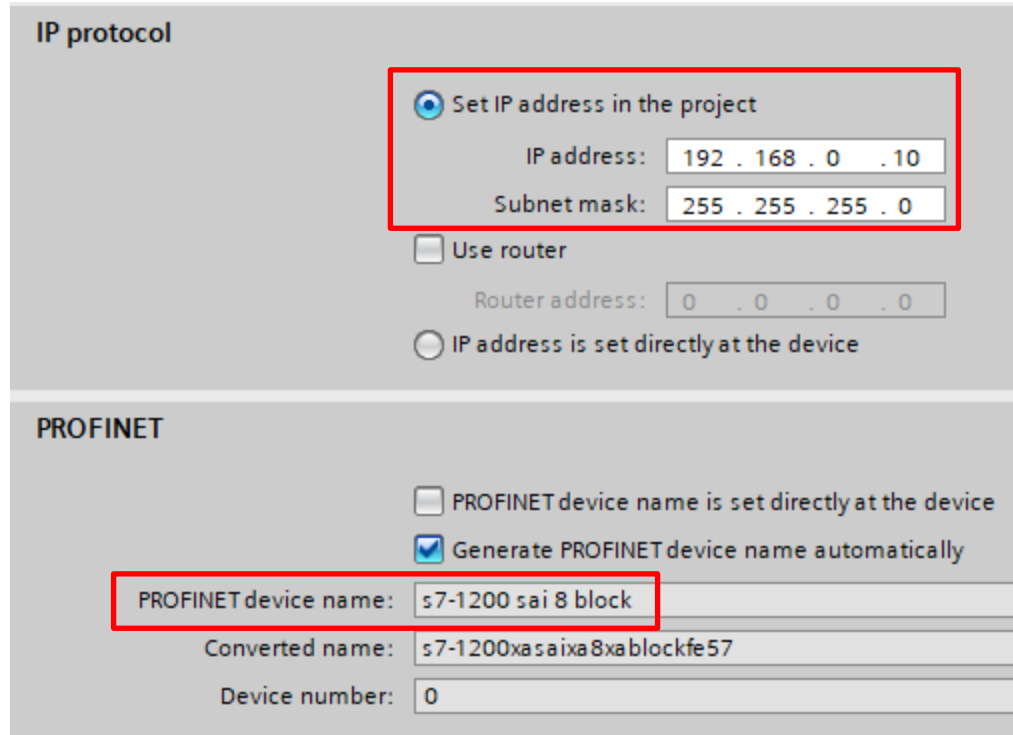 IP protocol
Set IP address in the project
IP address: 192 . 168 . 0 . 10
Subnet mask: 255 . 255 . 255 . 0
Use router
Router address: 0 . 0 . 0 . 0
IP address is set directly at the device
PROFINET
PROFINET device name is set directly at the device
Generate PROFINET device name automatically
PROFINET device name: s7-1200 sai 8 block
Converted name: s7-1200xasaixa8xablockfe57
Device number: 0